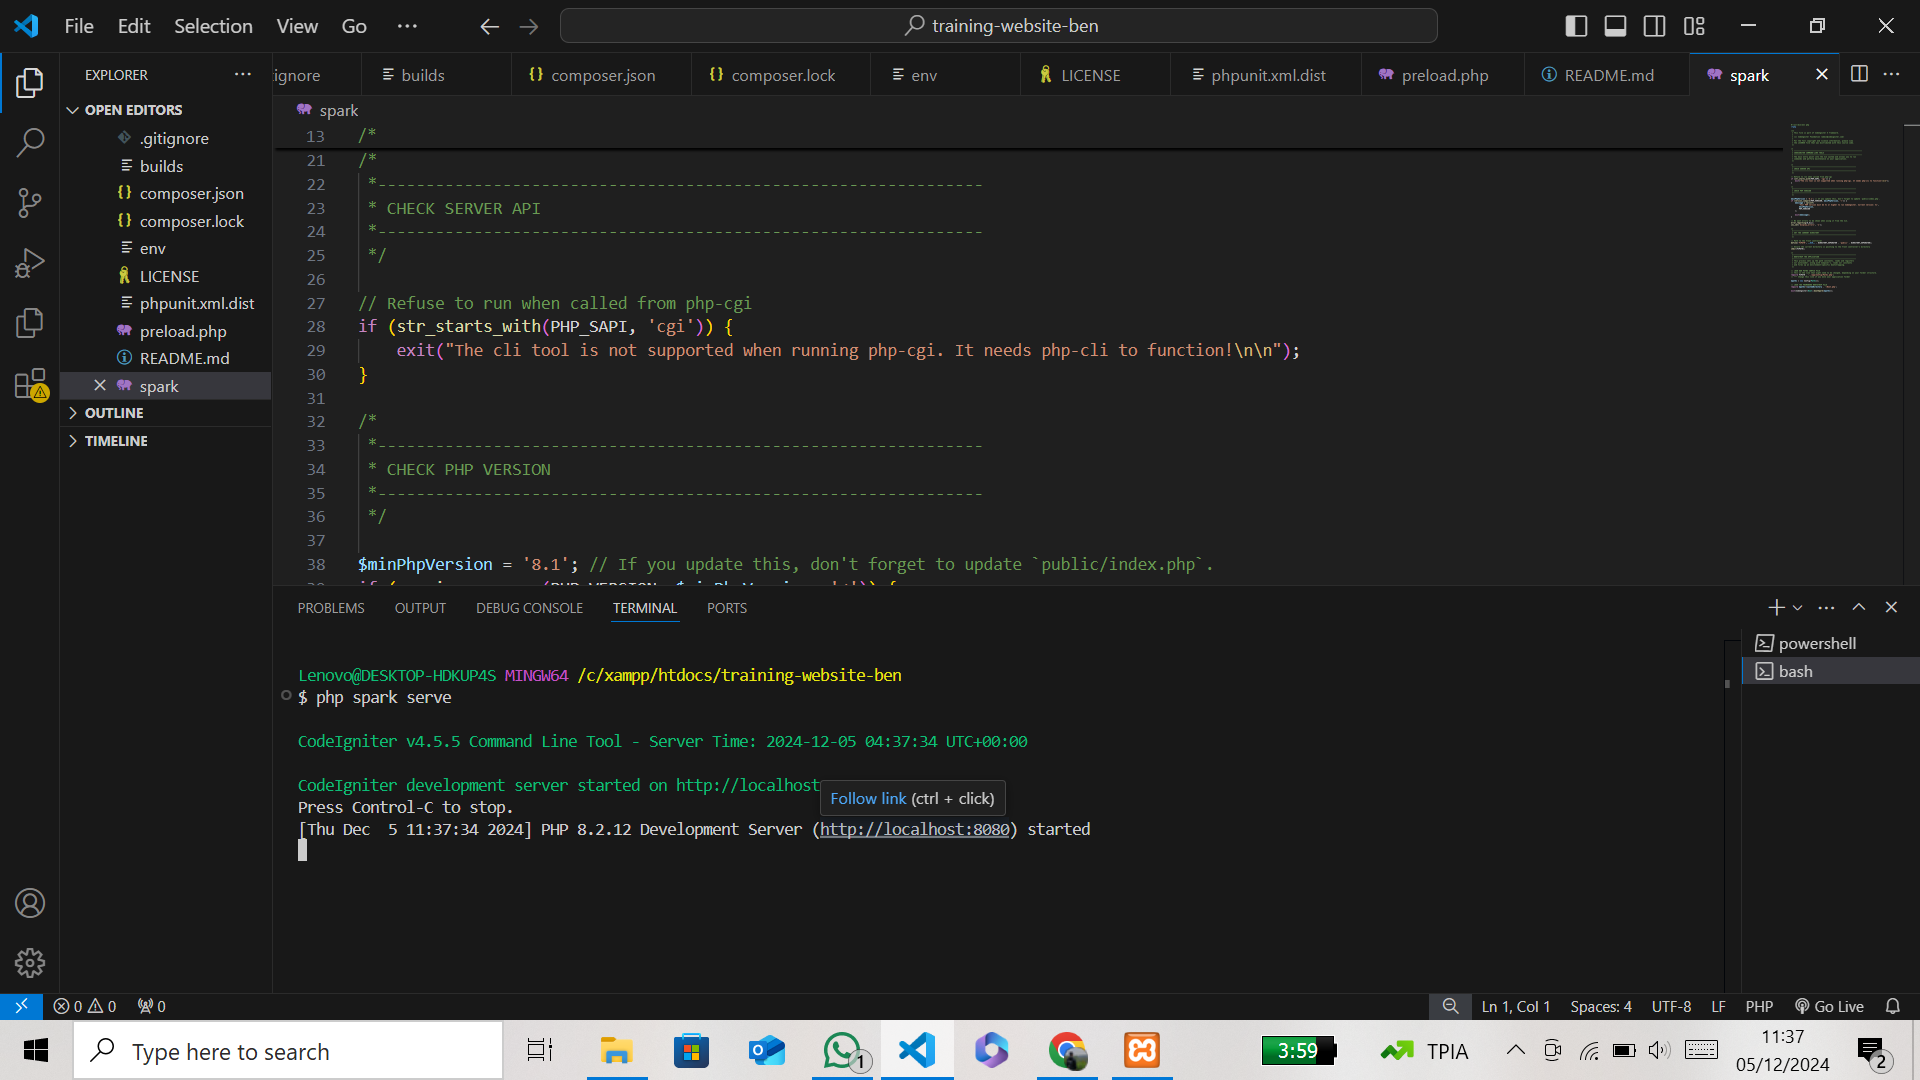 File Edit Selection View Go ··· training-website-ben
EXPLORER ···
OPEN EDITORS
.gitignore
builds
composer.json
composer.lock
env
LICENSE
phpunit.xml.dist
preload.php
README.md
spark
OUTLINE
TIMELINE
ignore builds {} composer.json {} composer.lock env LICENSE phpunit.xml.dist preload.php README.md spark
spark
13 /*
21 /*
22 *---------------------------------------------------------------
23 * CHECK SERVER API
24 *---------------------------------------------------------------
25 */
26
27 // Refuse to run when called from php-cgi
28 if (str_starts_with(PHP_SAPI, 'cgi')) {
29 exit("The cli tool is not supported when running php-cgi. It needs php-cli to function!\n\n");
30 }
31
32 /*
33 *---------------------------------------------------------------
34 * CHECK PHP VERSION
35 *---------------------------------------------------------------
36 */
37
38 $minPhpVersion = '8.1'; // If you update this, don't forget to update `public/index.php`.
PROBLEMS OUTPUT DEBUG CONSOLE TERMINAL PORTS
powershell
bash
Lenovo@DESKTOP-HDKUP4S MINGW64 /c/xampp/htdocs/training-website-ben
$ php spark serve
CodeIgniter v4.5.5 Command Line Tool - Server Time: 2024-12-05 04:37:34 UTC+00:00
CodeIgniter development server started on http://localhost
Follow link (ctrl + click)
Press Control-C to stop.
[Thu Dec  5 11:37:34 2024] PHP 8.2.12 Development Server (http://localhost:8080) started
0 0 0 Ln 1, Col 1 Spaces: 4 UTF-8 LF PHP Go Live
Type here to search
1
3:59
TPIA
11:37
05/12/2024
2